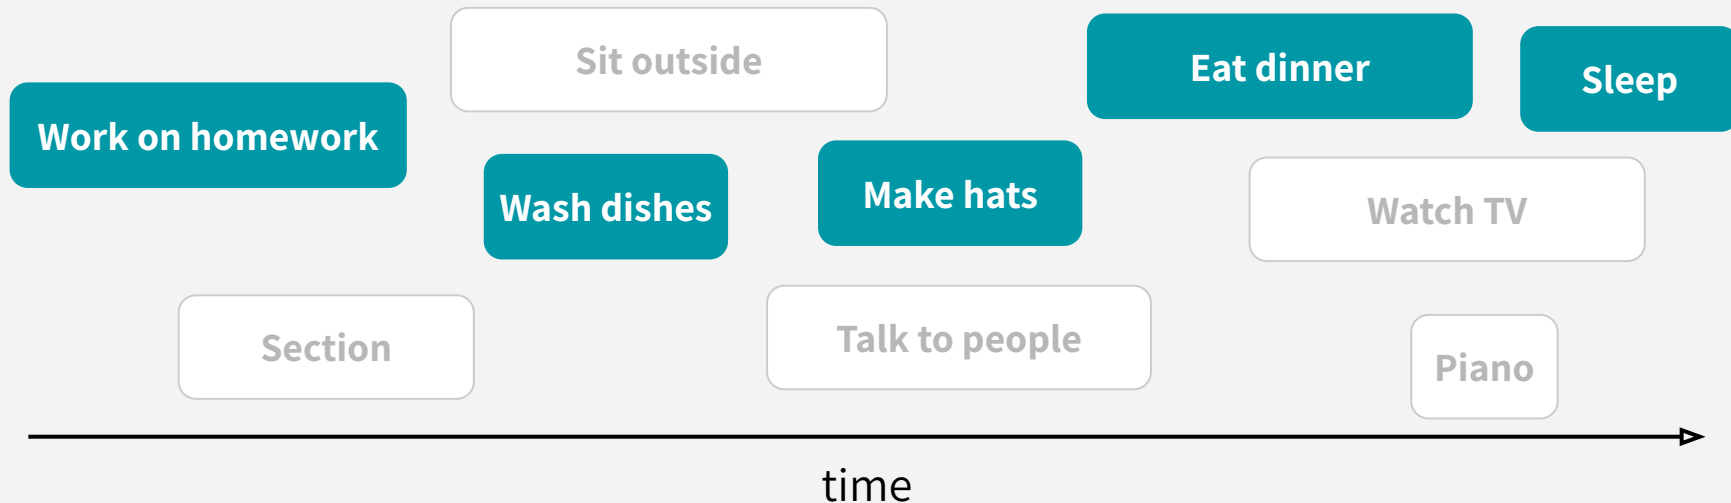 Sit outside
Eat dinner
Sleep
Work on homework
Wash dishes
Make hats
Watch TV
Section
Talk to people
Piano
time